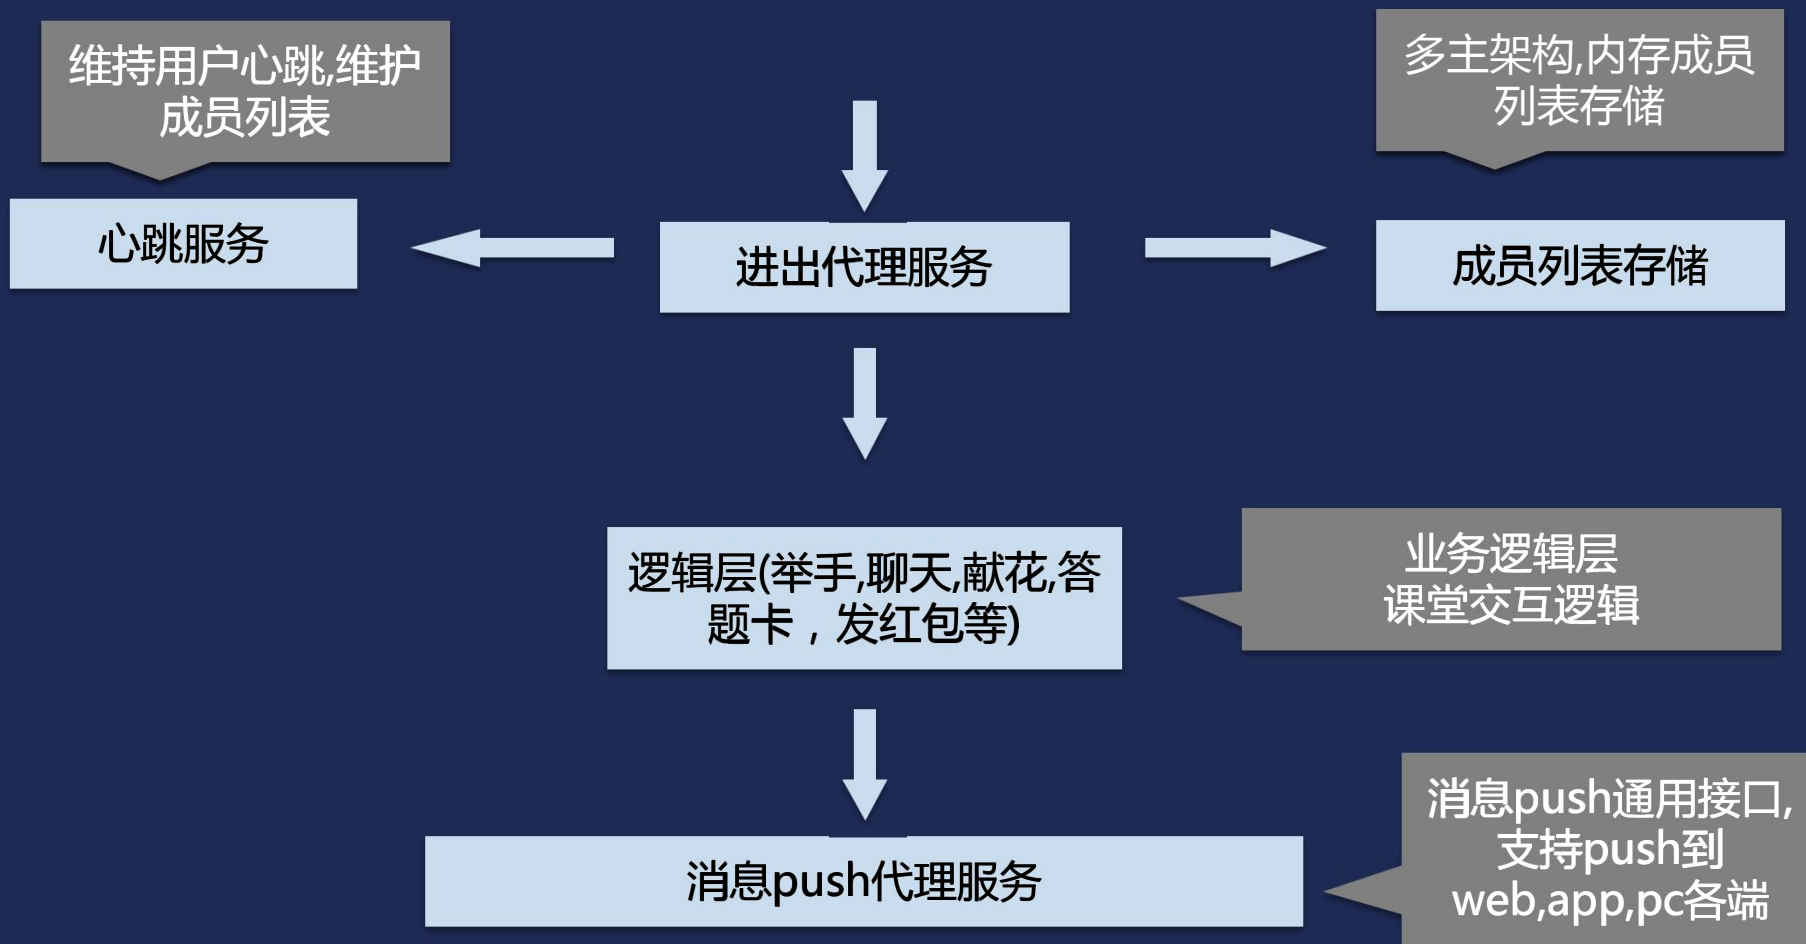 维持用户心跳,维护
成员列表
多主架构,内存成员
列表存储
心跳服务
进出代理服务
成员列表存储
逻辑层(举手,聊天,献花,答
题卡，发红包等)
业务逻辑层
课堂交互逻辑
消息push通用接口,
支持push到
web,app,pc各端
消息push代理服务